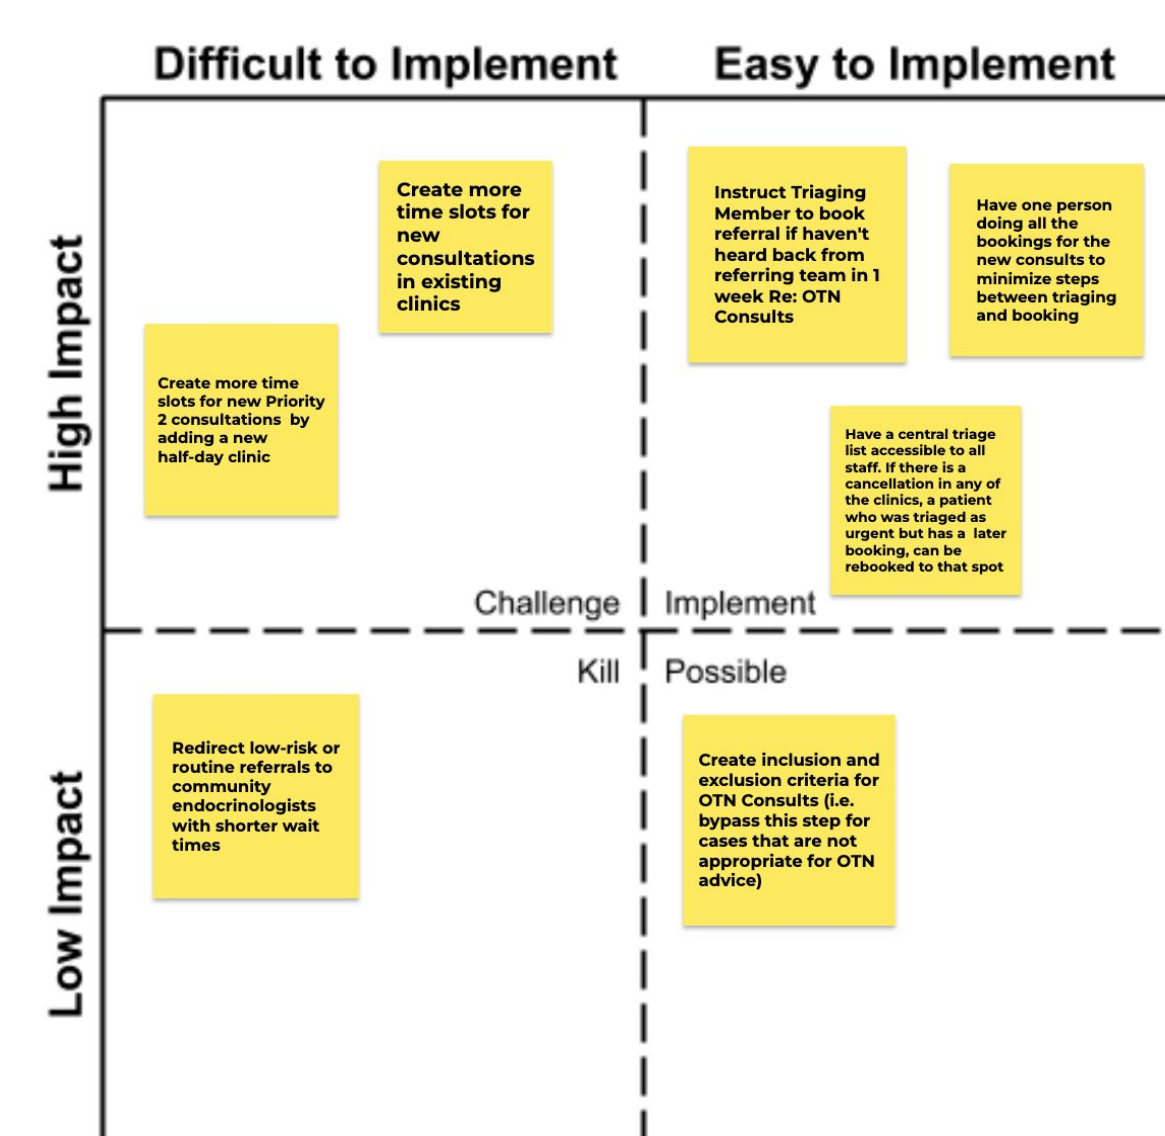 Difficult to Implement
Easy to Implement
High Impact
Create more
time slots for
new
consultations
in existing
clinics
Create more time
slots for new Priority
2 consultations  by
adding a new
half-day clinic
Challenge
Instruct Triaging
Member to book
referral if haven't
heard back from
referring team in 1
week Re: OTN
Consults
Have one person
doing all the
bookings for the
new consults to
minimize steps
between triaging
and booking
Have a central triage
list accessible to all
staff. If there is a
cancellation in any of
the clinics, a patient
who was triaged as
urgent but has a  later
booking, can be
rebooked to that spot
Implement
Low Impact
Kill
Redirect low-risk or
routine referrals to
community
endocrinologists
with shorter wait
times
Possible
Create inclusion and
exclusion criteria for
OTN Consults (i.e.
bypass this step for
cases that are not
appropriate for OTN
advice)